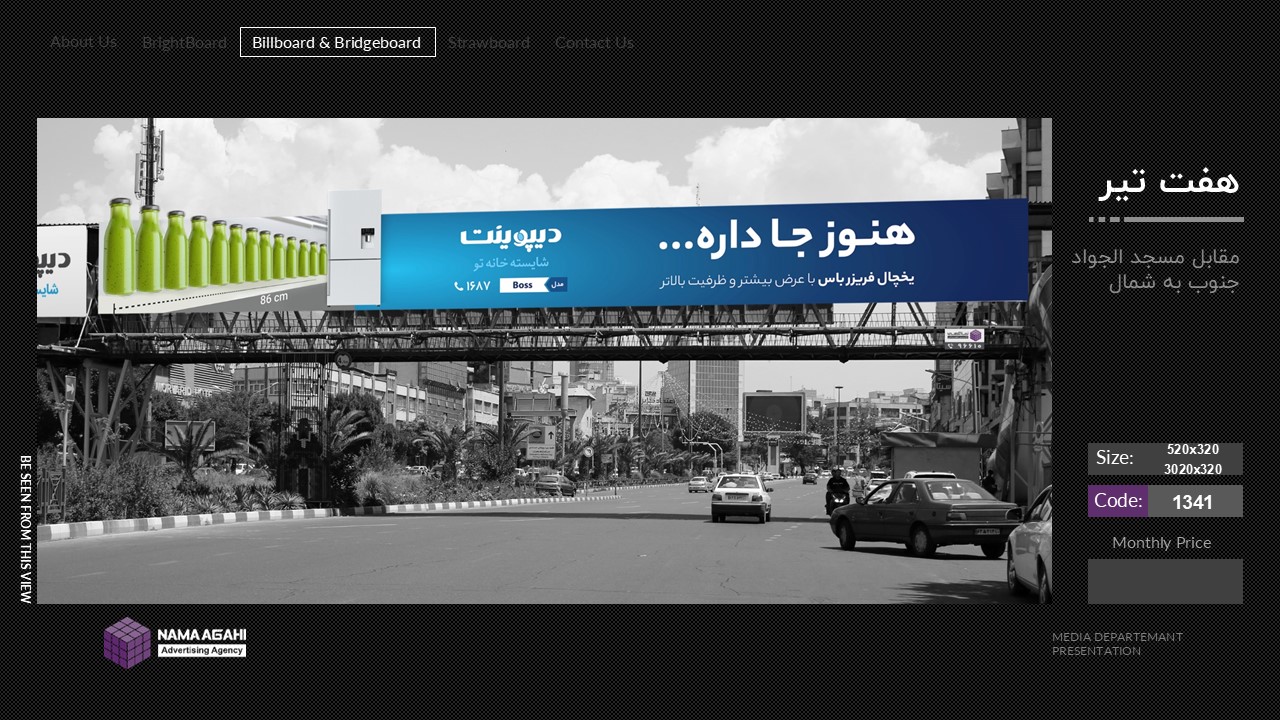 About Us
BrightBoard
Billboard & Bridgeboard
Strawboard
Contact Us
هفت تیر
مقابل مسجد الجواد
جنوب به شمال
هنوز جا داره...
یخچال فریزر باس با عرض بیشتر و ظرفیت بالاتر
دیپوینت
شایسته خانه تو
۱۶۸۷
Boss
مدل
86 cm
BE SEEN FROM THIS VIEW
Size:
520x320
3020x320
Code:
1341
Monthly Price
NAMA AGAHI
Advertising Agency
MEDIA DEPARTEMANT
PRESENTATION